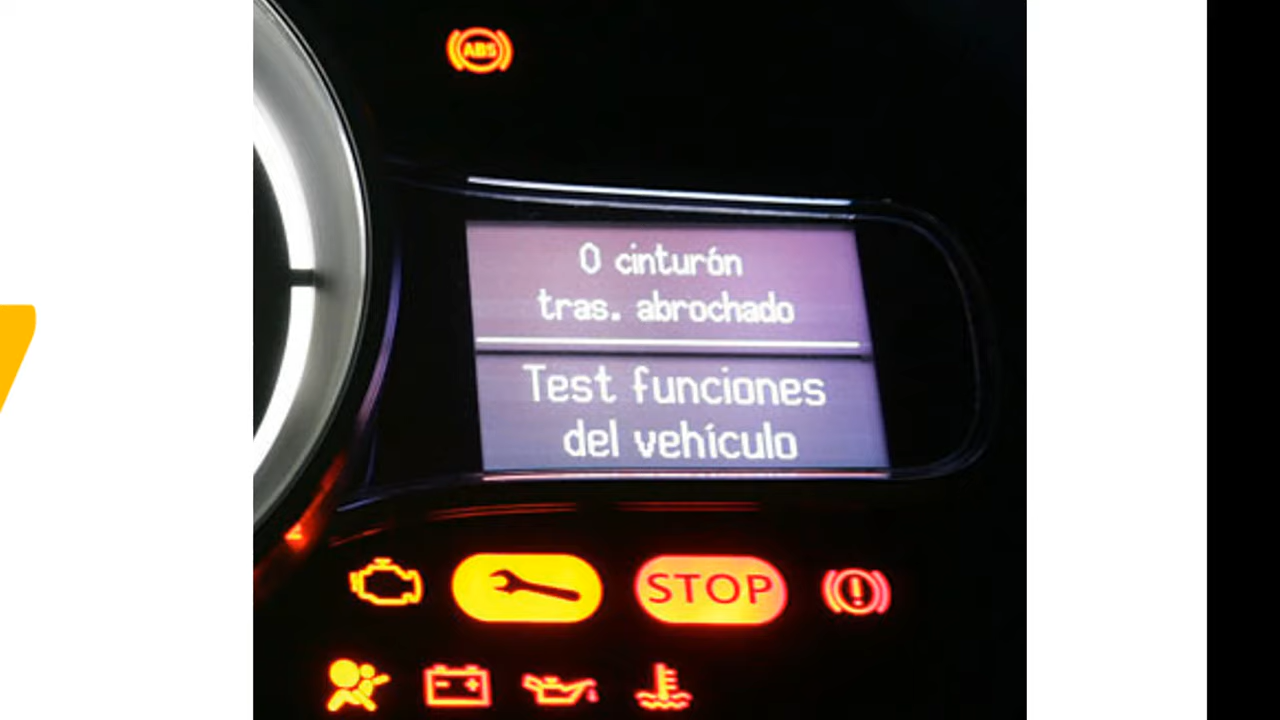 ABS
0 cinturón
tras. abrochado
Test funciones
del vehículo
STOP